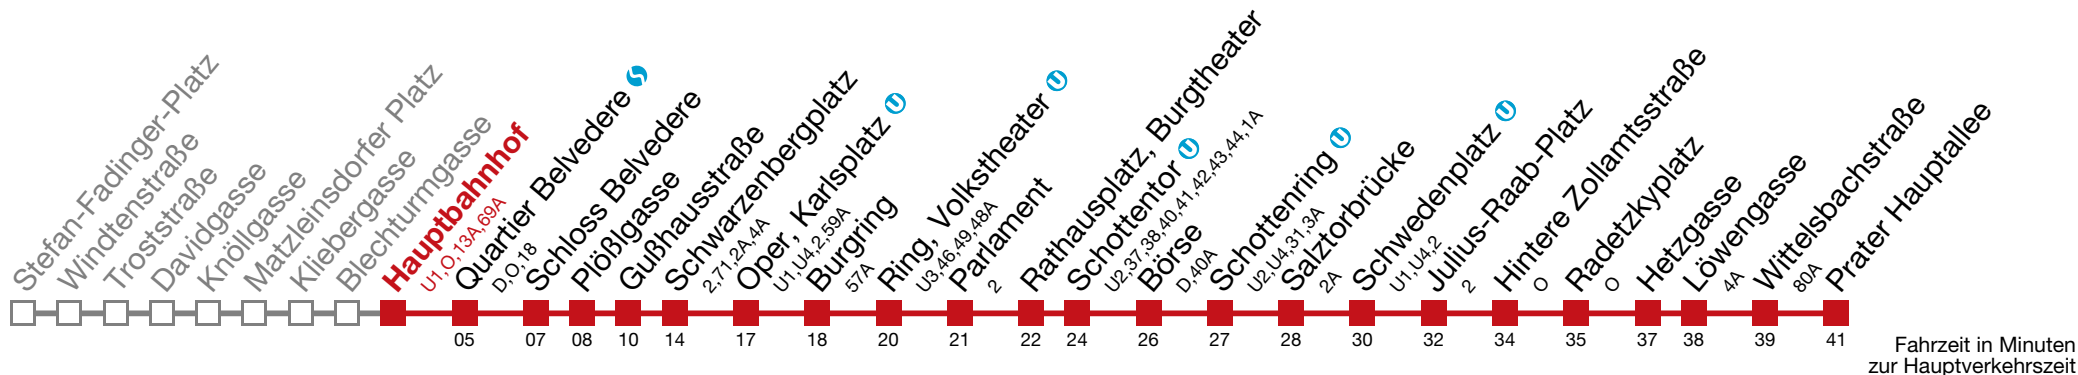 Stefan-Fadinger-Platz
Windtenstraße
Troststraße
Davidgasse
Knöllgasse
Matzleinsdorfer Platz
Kliebergasse
Blechturmgasse
Hauptbahnhof
U1,O,13A,69A
Quartier Belvedere S
D,O,18
Schloss Belvedere
Plößlgasse
Gußhausstraße
Schwarzenbergplatz
2,71,2A,4A
Oper, Karlsplatz U
U1,U4,2,59A
Burgring
57A
Ring, Volkstheater U
U3,46,49,48A
Parlament
2
Rathausplatz, Burgtheater
Schottentor U
U2,37,38,40,41,42,43,44,1A
Börse
D,40A
Schottenring U
U2,U4,31,3A
Salztorbrücke
2A
Schwedenplatz U
U1,U4,2
Julius-Raab-Platz
2
Hintere Zollamtsstraße
O
Radetzkyplatz
O
Hetzgasse
Löwengasse
4A
Wittelsbachstraße
80A
Prater Hauptallee
05 07 08 10 14 17 18 20 21 22 24 26 27 28 30 32 34 35 37 38 39 41
Fahrzeit in Minuten
zur Hauptverkehrszeit